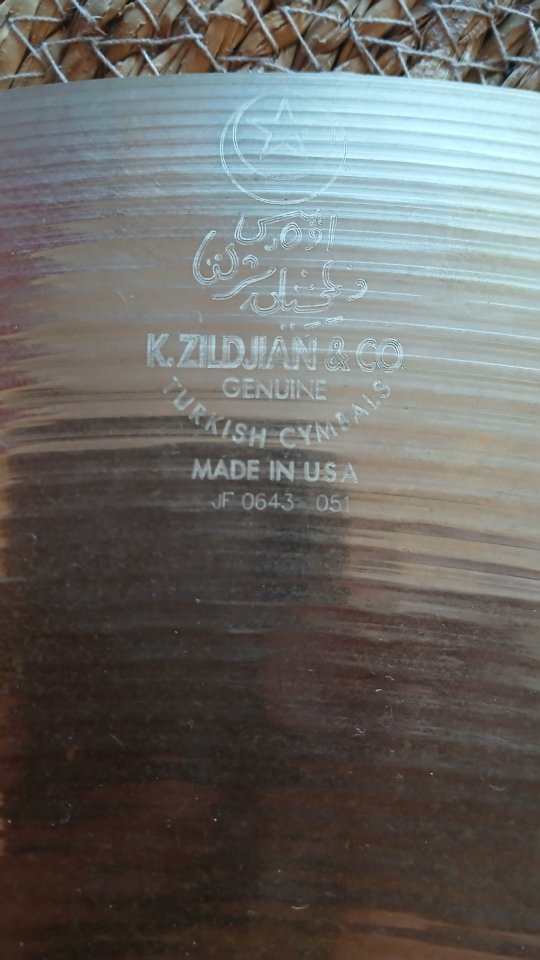 K. ZILDJIAN & CO.
GENUINE
TURKISH CYMBALS
MADE IN USA
JF 0643 051